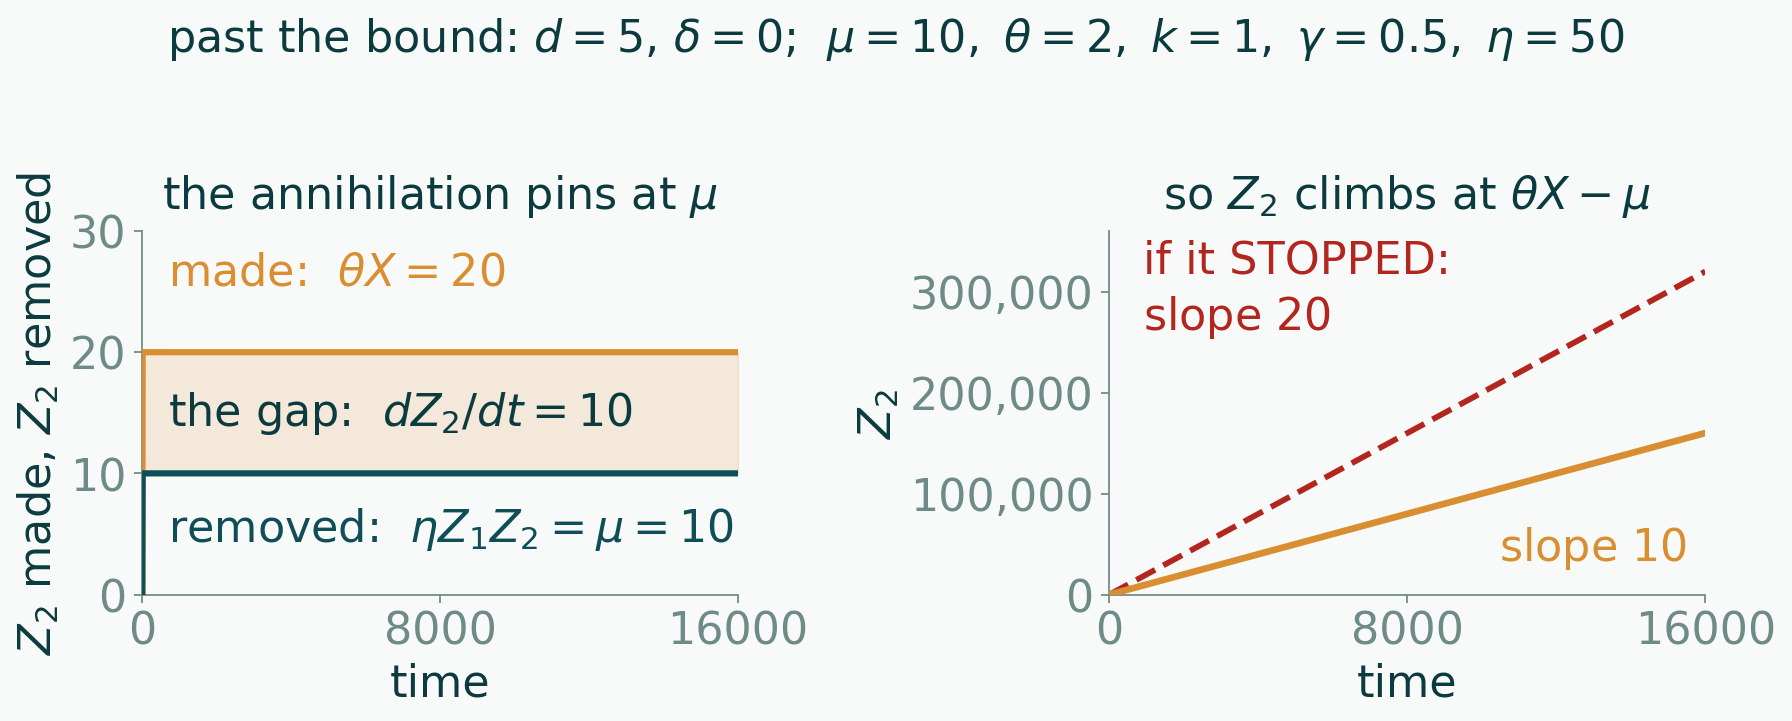 past the bound: d = 5, δ = 0; μ = 10, θ = 2, k = 1, γ = 0.5, η = 50
the annihilation pins at μ
Z₂ made, Z₂ removed
30
20
10
0
made: θX = 20
the gap: dZ₂/dt = 10
removed: ηZ₁Z₂ = μ = 10
0
8000
16000
time
so Z₂ climbs at θX − μ
Z₂
300,000
200,000
100,000
0
if it STOPPED:
slope 20
slope 10
0
8000
16000
time